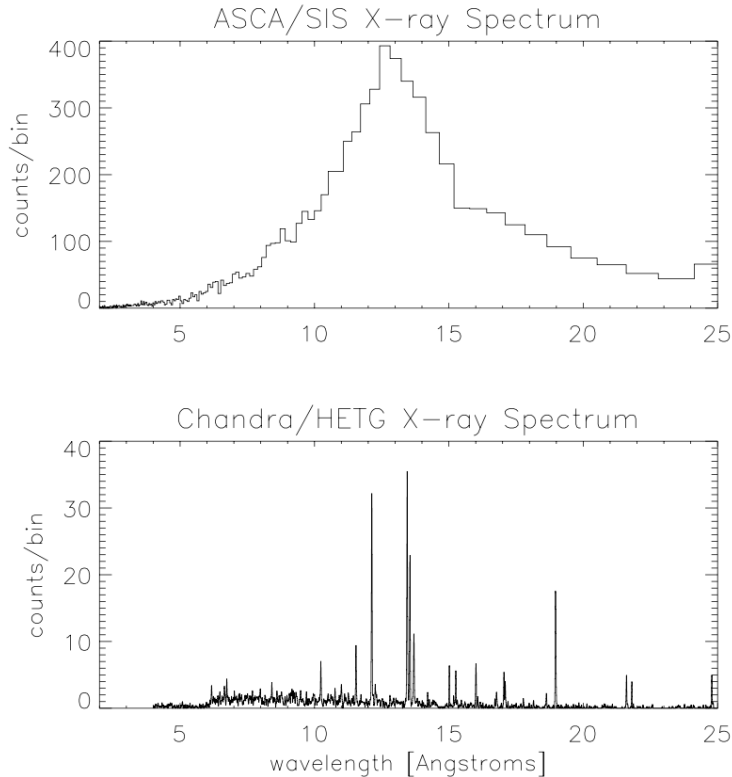 ASCA/SIS X-ray Spectrum
400
300
200
100
0
counts/bin
5 10 15 20 25
Chandra/HETG X-ray Spectrum
40
30
20
10
0
counts/bin
5 10 15 20 25
wavelength [Angstroms]